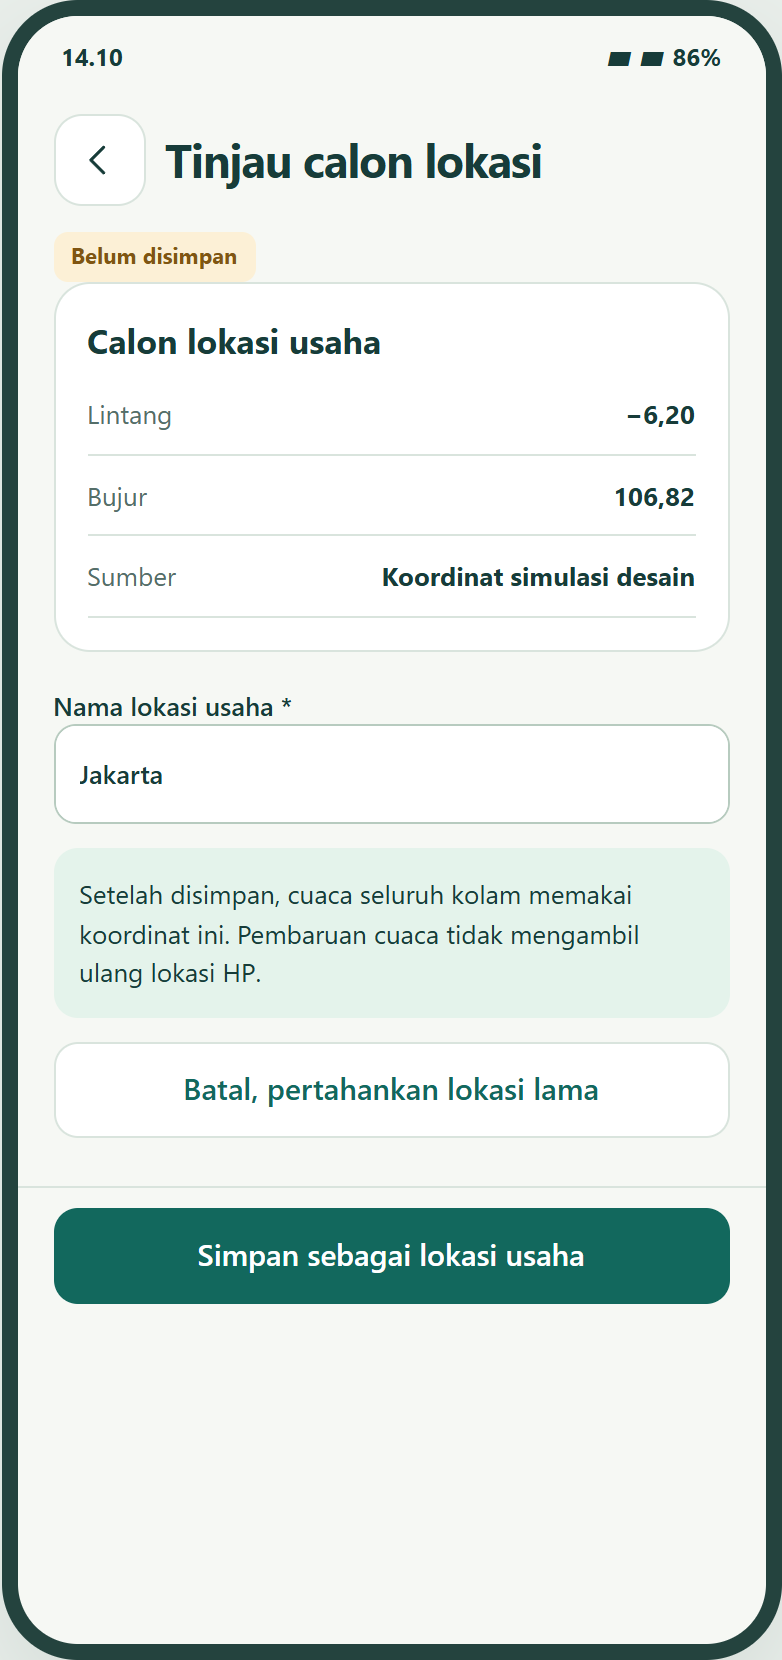 14.10
86%
Tinjau calon lokasi
Belum disimpan
Calon lokasi usaha
Lintang −6,20
Bujur 106,82
Sumber Koordinat simulasi desain
Nama lokasi usaha *
Jakarta
Setelah disimpan, cuaca seluruh kolam memakai
koordinat ini. Pembaruan cuaca tidak mengambil
ulang lokasi HP.
Batal, pertahankan lokasi lama
Simpan sebagai lokasi usaha